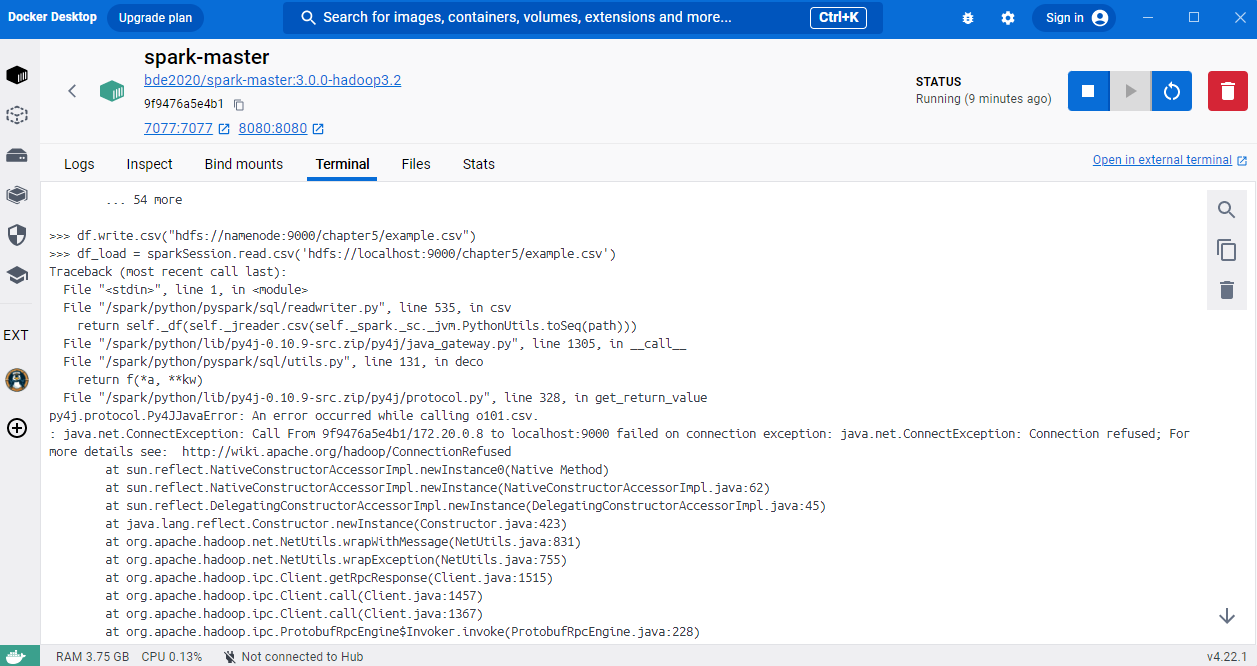 Docker Desktop
Upgrade plan
Search for images, containers, volumes, extensions and more...
Ctrl+K
Sign in
spark-master
bde2020/spark-master:3.0.0-hadoop3.2
9f9476a5e4b1
7077:7077 8080:8080
STATUS
Running (9 minutes ago)
Logs Inspect Bind mounts Terminal Files Stats
Open in external terminal
EXT
... 54 more
>>> df.write.csv("hdfs://namenode:9000/chapter5/example.csv")
>>> df_load = sparkSession.read.csv('hdfs://localhost:9000/chapter5/example.csv')
Traceback (most recent call last):
File "<stdin>", line 1, in <module>
File "/spark/python/pyspark/sql/readwriter.py", line 535, in csv
return self._df(self._jreader.csv(self._spark._sc._jvm.PythonUtils.toSeq(path)))
File "/spark/python/lib/py4j-0.10.9-src.zip/py4j/java_gateway.py", line 1305, in __call__
File "/spark/python/pyspark/sql/utils.py", line 131, in deco
return f(*a, **kw)
File "/spark/python/lib/py4j-0.10.9-src.zip/py4j/protocol.py", line 328, in get_return_value
py4j.protocol.Py4JJavaError: An error occurred while calling o101.csv.
: java.net.ConnectException: Call From 9f9476a5e4b1/172.20.0.8 to localhost:9000 failed on connection exception: java.net.ConnectException: Connection refused; For
more details see:  http://wiki.apache.org/hadoop/ConnectionRefused
at sun.reflect.NativeConstructorAccessorImpl.newInstance0(Native Method)
at sun.reflect.NativeConstructorAccessorImpl.newInstance(NativeConstructorAccessorImpl.java:62)
at sun.reflect.DelegatingConstructorAccessorImpl.newInstance(DelegatingConstructorAccessorImpl.java:45)
at java.lang.reflect.Constructor.newInstance(Constructor.java:423)
at org.apache.hadoop.net.NetUtils.wrapWithMessage(NetUtils.java:831)
at org.apache.hadoop.net.NetUtils.wrapException(NetUtils.java:755)
at org.apache.hadoop.ipc.Client.getRpcResponse(Client.java:1515)
at org.apache.hadoop.ipc.Client.call(Client.java:1457)
at org.apache.hadoop.ipc.Client.call(Client.java:1367)
at org.apache.hadoop.ipc.ProtobufRpcEngine$Invoker.invoke(ProtobufRpcEngine.java:228)
RAM 3.75 GB CPU 0.13% Not connected to Hub
v4.22.1